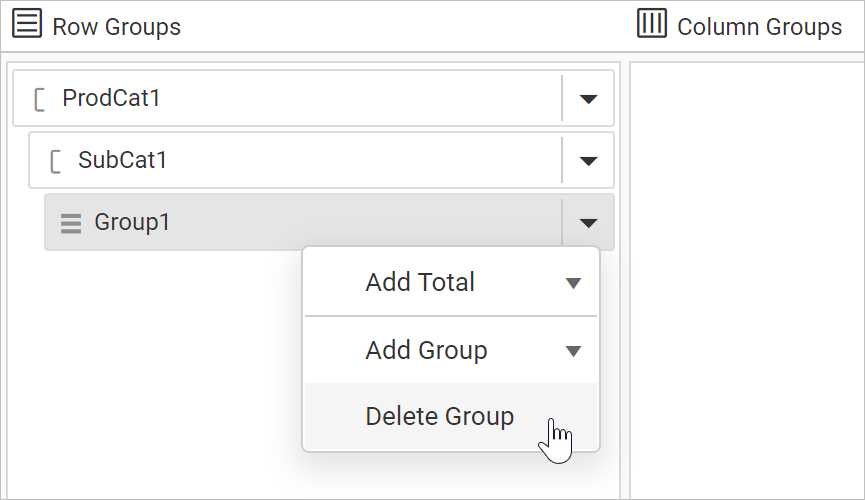 Row Groups
Column Groups
ProdCat1
SubCat1
Group1
Add Total
Add Group
Delete Group